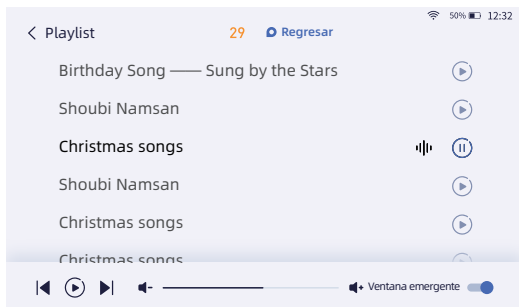 50% 12:32
Playlist 29 Regresar
Birthday Song —— Sung by the Stars
Shoubi Namsan
Christmas songs
Shoubi Namsan
Christmas songs
Christmas songs
Ventana emergente